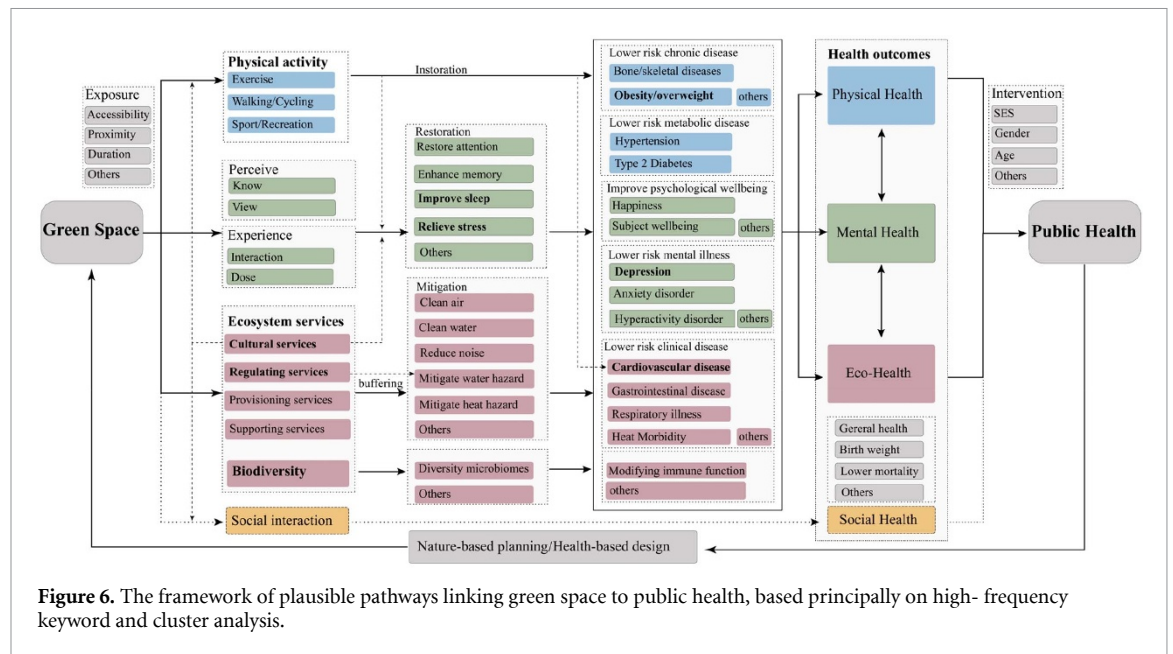 Exposure
Accessibility
Proximity
Duration
Others
Green Space
Physical activity
Exercise
Walking/Cycling
Sport/Recreation
Perceive
Know
View
Experience
Interaction
Dose
Ecosystem services
Cultural services
Regulating services
Provisioning services
Supporting services
Biodiversity
Social interaction
Instoration
buffering
Restoration
Restore attention
Enhance memory
Improve sleep
Relieve stress
Others
Mitigation
Clean air
Clean water
Reduce noise
Mitigate water hazard
Mitigate heat hazard
Others
Diversity microbiomes
Others
Lower risk chronic disease
Bone/skeletal diseases
Obesity/overweight others
Lower risk metabolic disease
Hypertension
Type 2 Diabetes
Improve psychological wellbeing
Happiness
Subject wellbeing others
Lower risk mental illness
Depression
Anxiety disorder
Hyperactivity disorder others
Lower risk clinical disease
Cardiovascular disease
Gastrointestinal disease
Respiratory illness
Heat Morbidity others
Modifying immune function
others
Health outcomes
Physical Health
Mental Health
Eco-Health
Gereral health
Birth weight
Lower mortality
Others
Social Health
Intervention
SES
Gender
Age
Others
Public Health
Nature-based planning/Health-based design
Figure 6. The framework of plausible pathways linking green space to public health, based principally on high- frequency
keyword and cluster analysis.